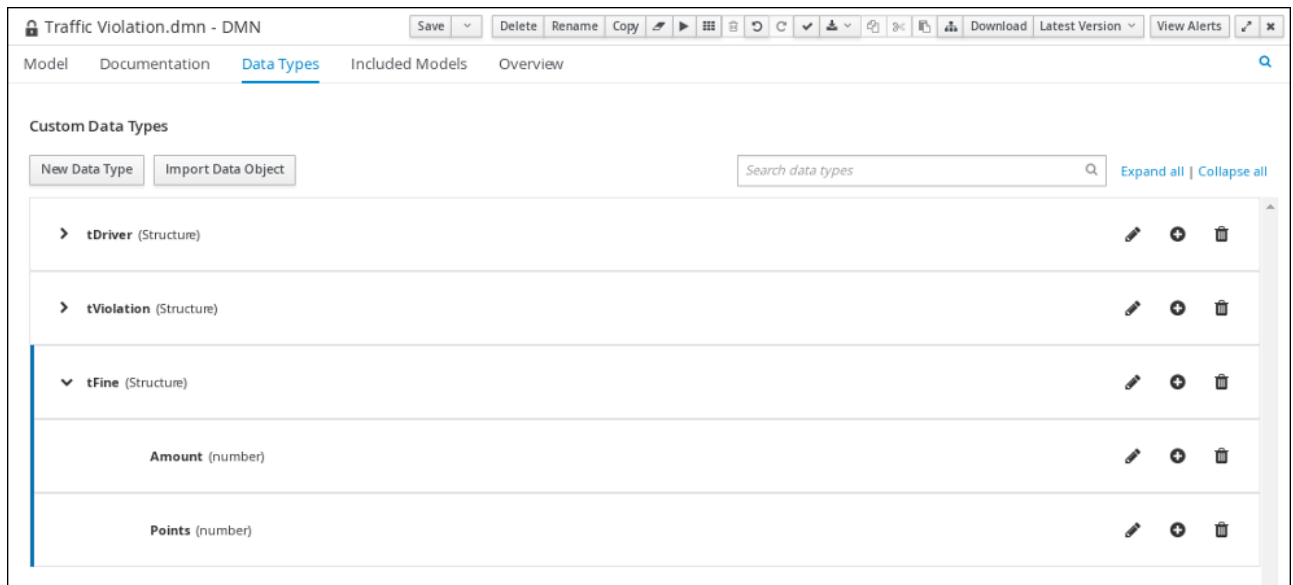 Traffic Violation.dmn - DMN Save Delete Rename Copy Download Latest Version View Alerts
Model Documentation Data Types Included Models Overview
Custom Data Types
New Data Type Import Data Object Search data types Expand all | Collapse all
tDriver (Structure)
tViolation (Structure)
tFine (Structure)
Amount (number)
Points (number)